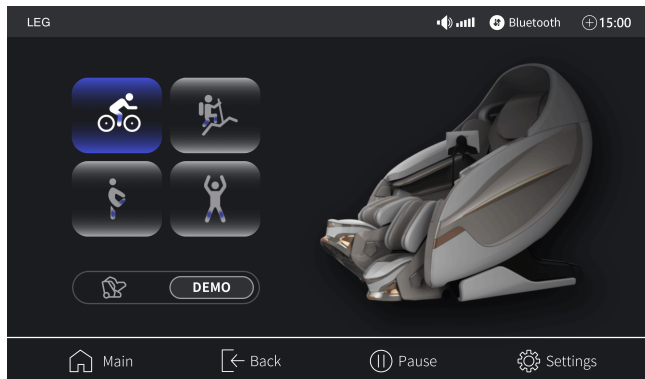 LEG
Bluetooth
15:00
DEMO
Main
Back
Pause
Settings